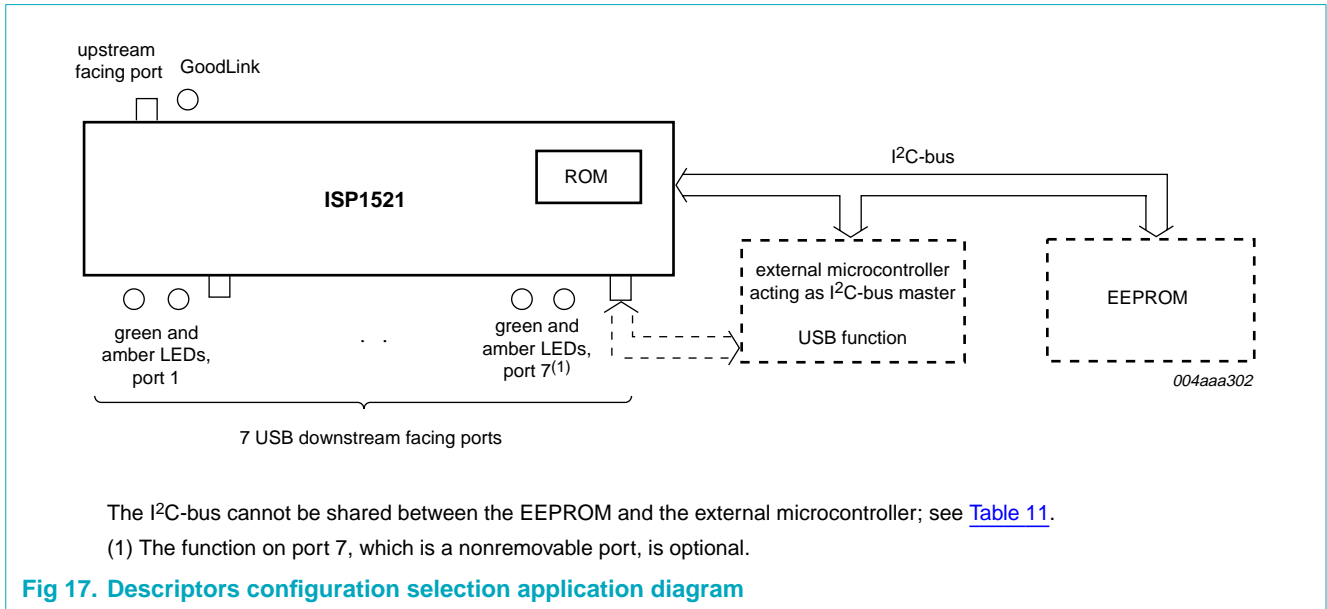 upstream
facing port
GoodLink
ROM
ISP1521
I²C-bus
external microcontroller
acting as I²C-bus master
USB function
EEPROM
green and
amber LEDs,
port 1
. .
green and
amber LEDs,
port 7(1)
004aaa302
7 USB downstream facing ports
The I²C-bus cannot be shared between the EEPROM and the external microcontroller; see Table 11.
(1) The function on port 7, which is a nonremovable port, is optional.
Fig 17. Descriptors configuration selection application diagram